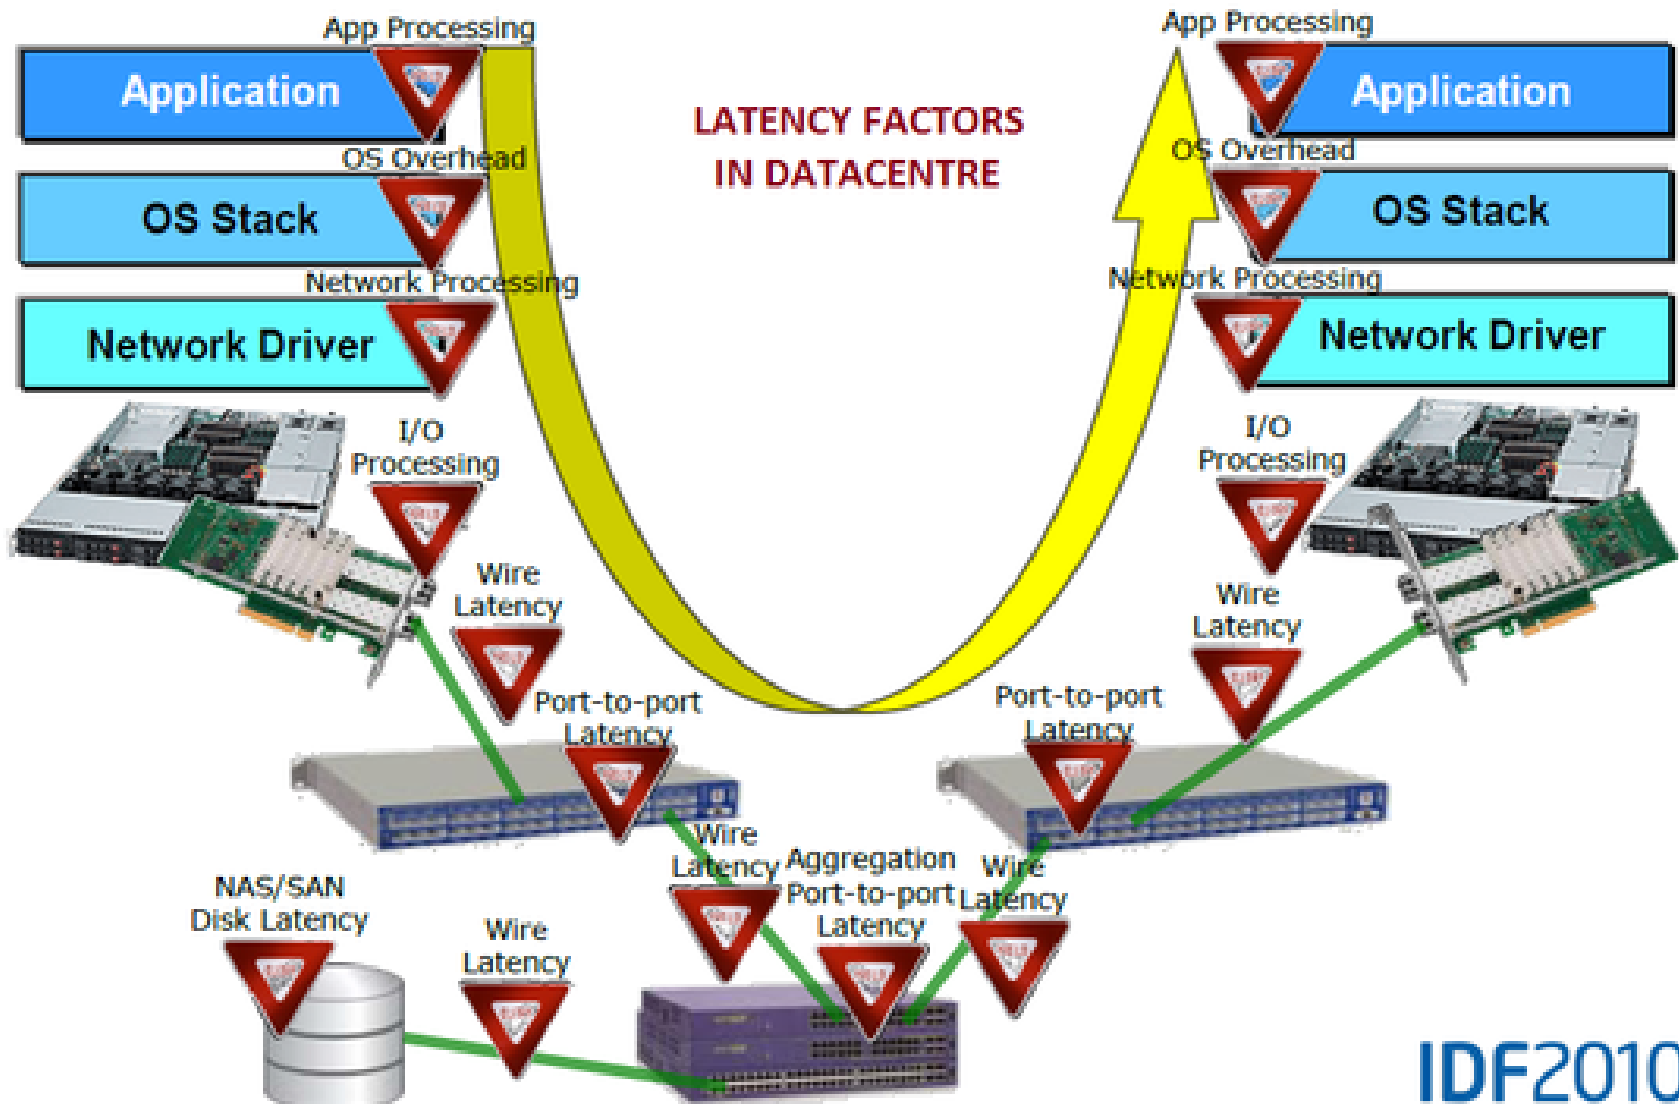 App Processing
App Processing
Application
Application
LATENCY FACTORS
IN DATACENTRE
OS Overhead
OS Overhead
OS Stack
OS Stack
Network Processing
Network Processing
Network Driver
Network Driver
I/O
Processing
I/O
Processing
Wire
Latency
Wire
Latency
Port-to-port
Latency
Port-to-port
Latency
Wire
Latency
Aggregation
Port-to-port
Latency
Wire
Latency
NAS/SAN
Disk Latency
Wire
Latency
IDF2010